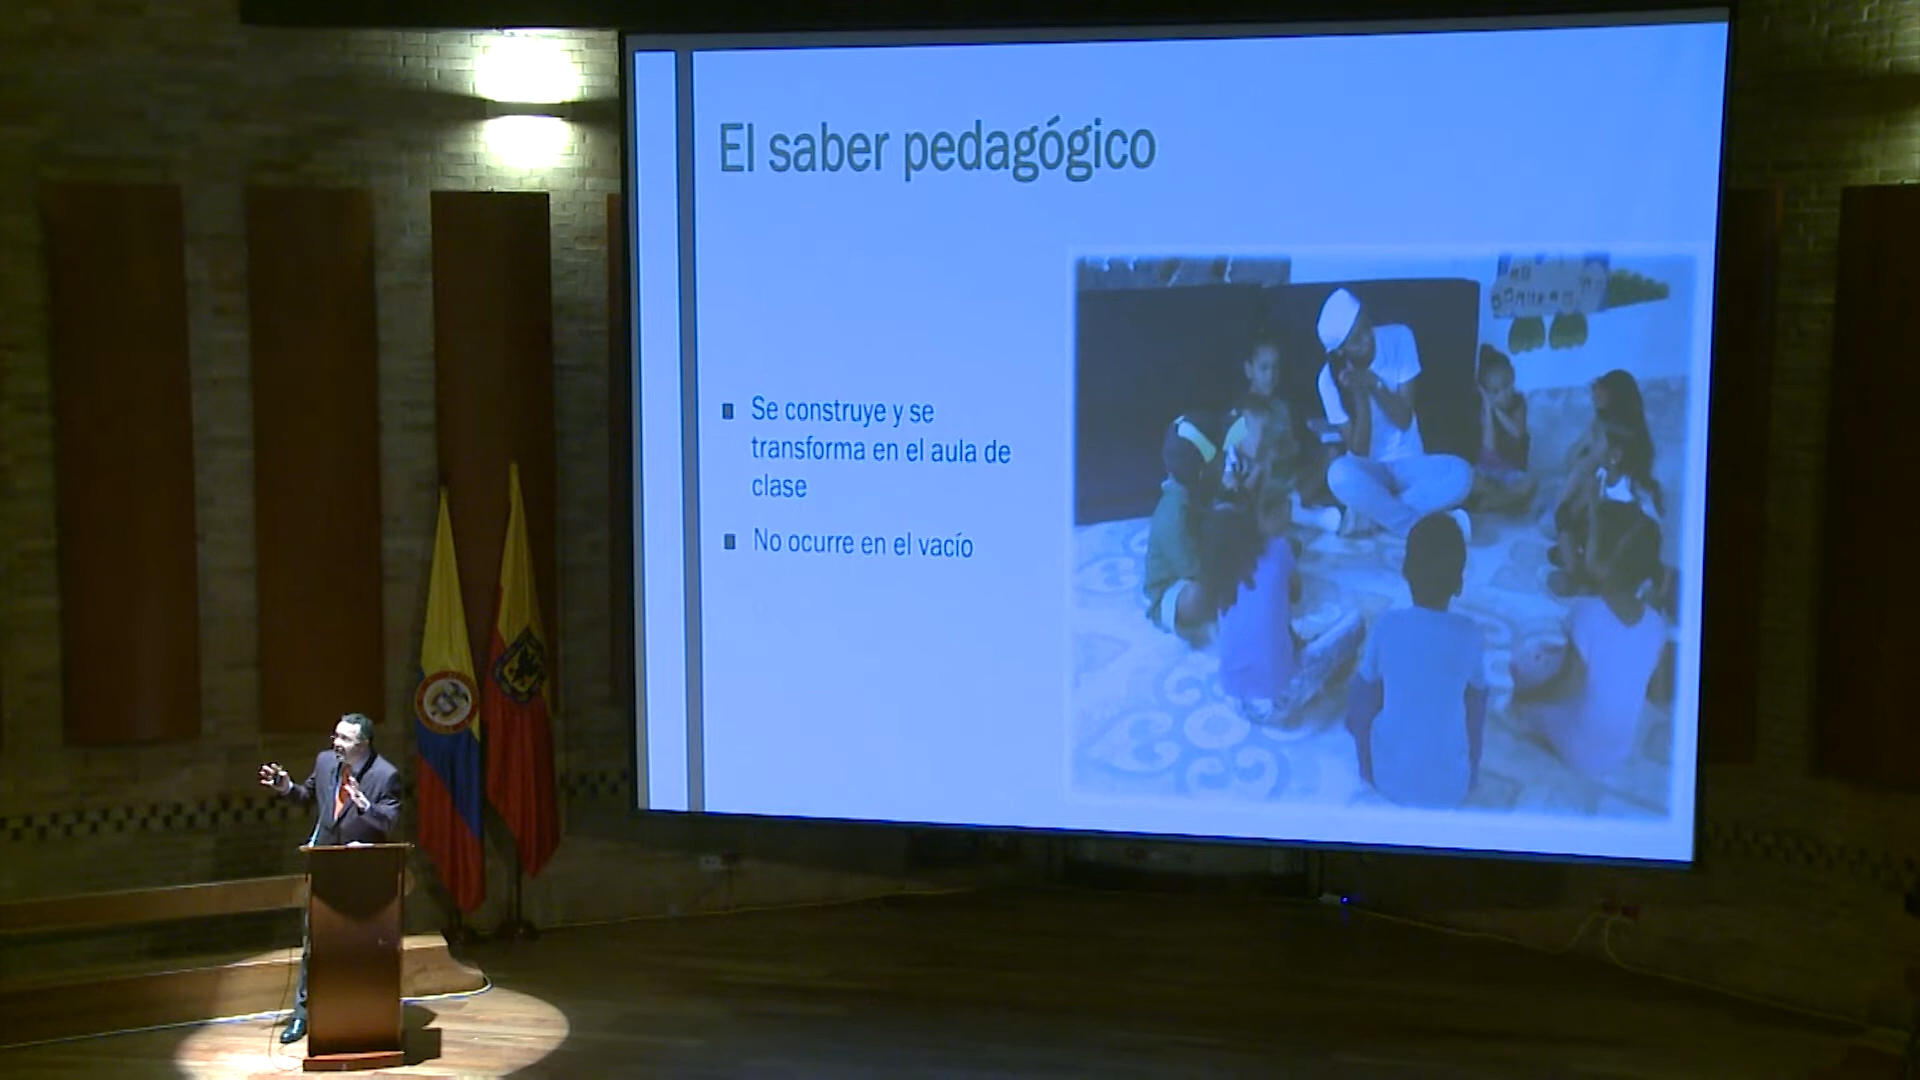 El saber pedagógico
Se construye y se
transforma en el aula de
clase
No ocurre en el vacío